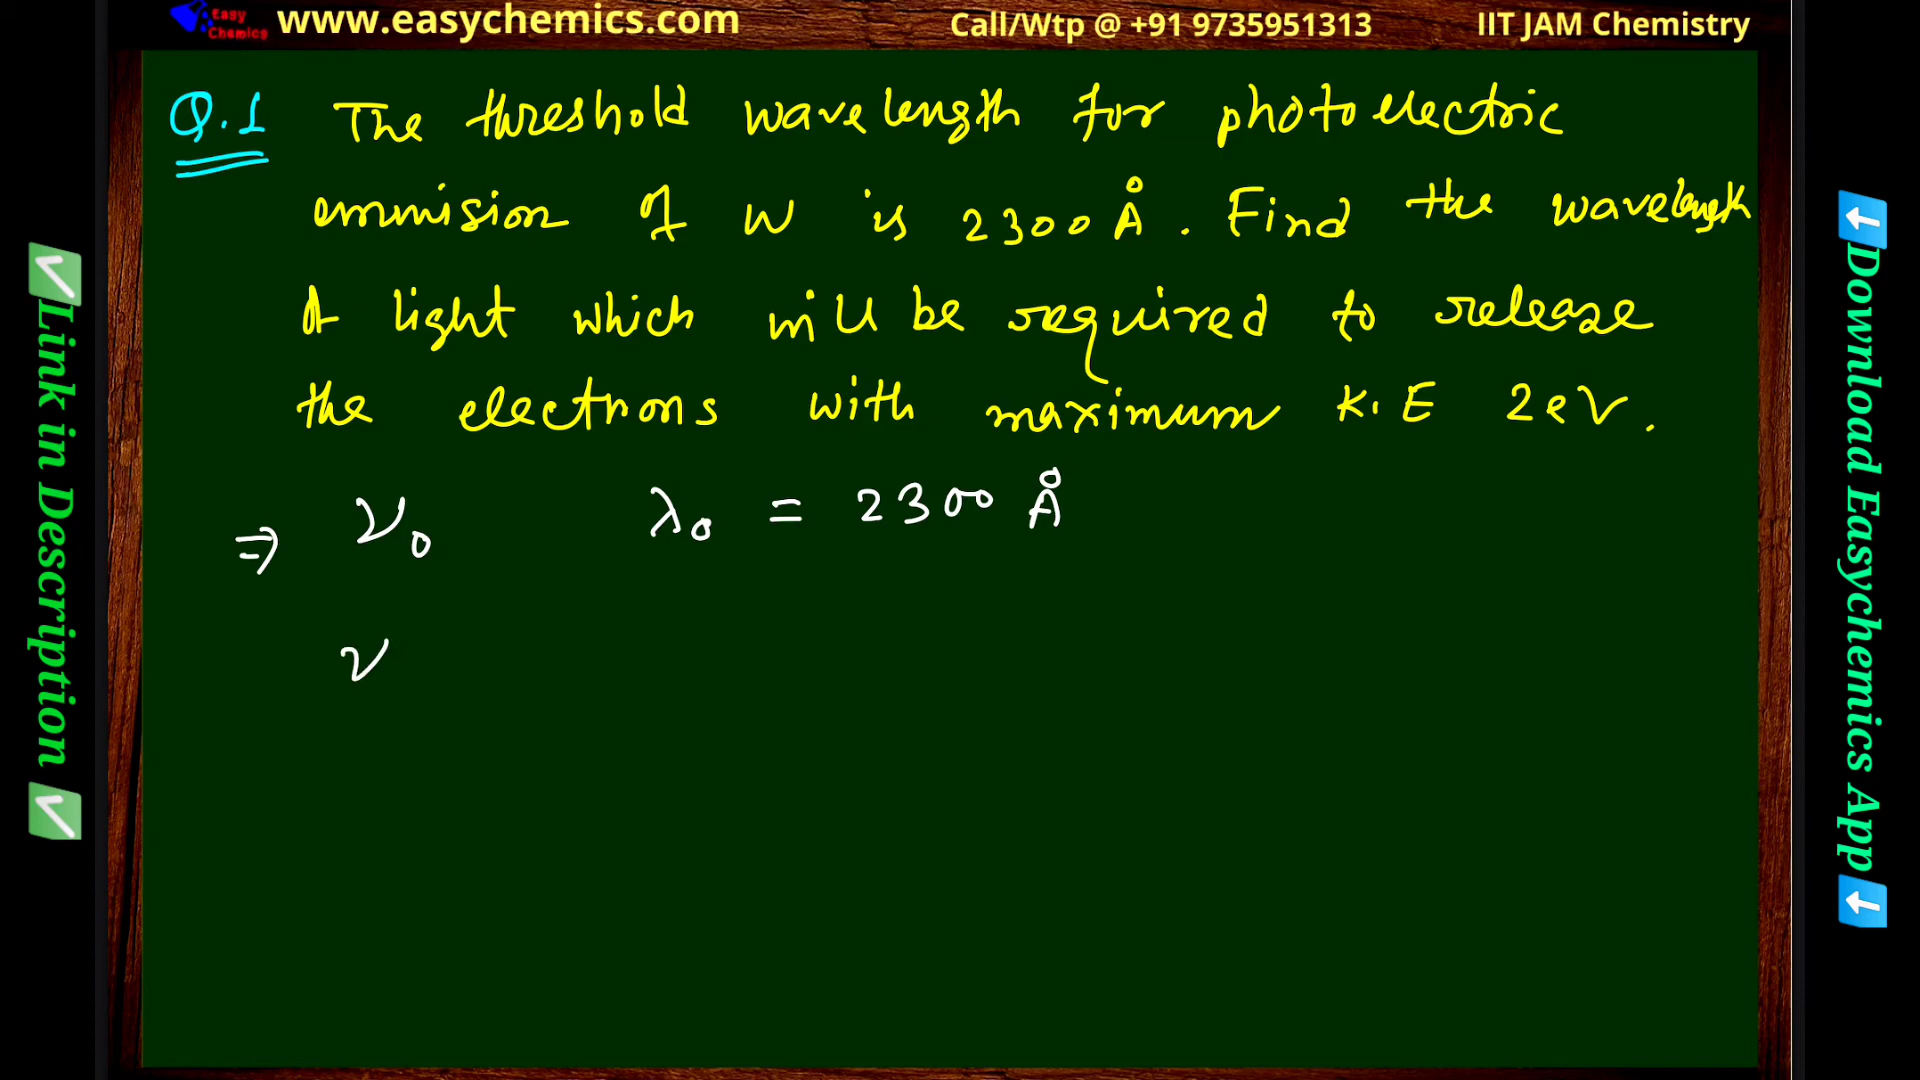 Easy Chemics www.easychemics.com Call/Wtp @ +91 9735951313 IIT JAM Chemistry
Q.1 The threshold wavelength for photoelectric
emmision of W is 2300 Å. Find the wavelength
of light which will be required to release
the electrons with maximum K.E 2eV.
⇒ ν₀ λ₀ = 2300 Å
ν
✅Link in Description ✅
⬆Download Easychemics App⬆